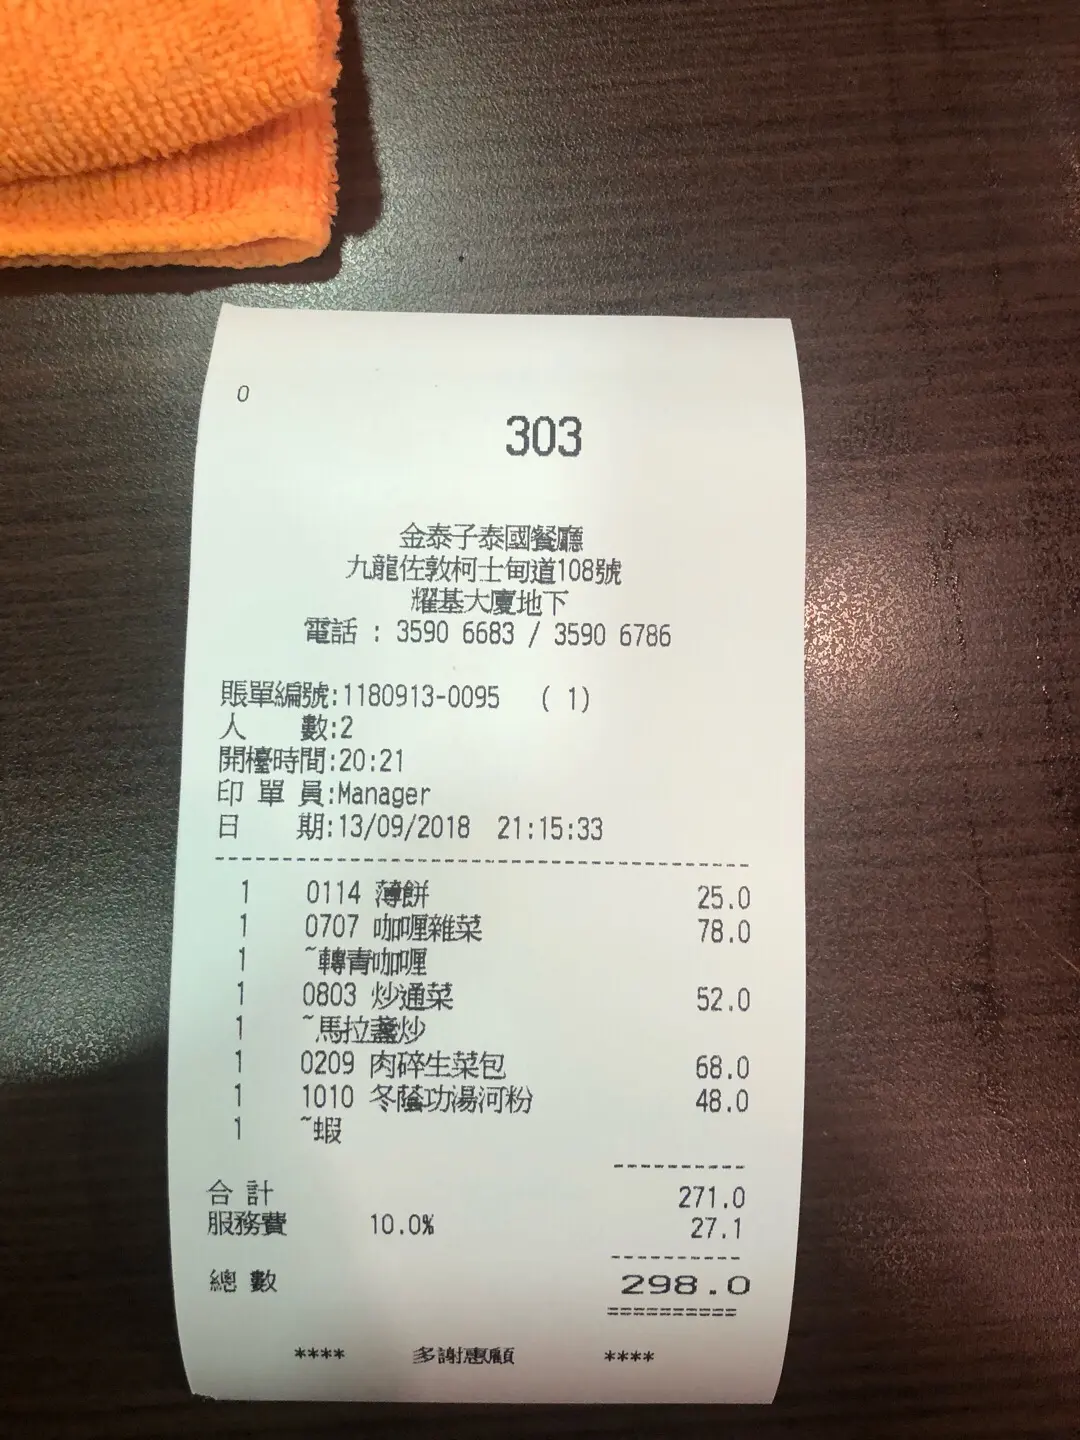 0
303
金泰子泰國餐廳
九龍佐敦柯士甸道108號
耀基大廈地下
電話 : 3590 6683 / 3590 6786
賬單編號:1180913-0095 ( 1)
人 數:2
開檯時間:20:21
印 單 員:Manager
日 期:13/09/2018 21:15:33
1 0114 薄餅 25.0
1 0707 咖喱雜菜 78.0
1 ~轉青咖喱
1 0803 炒通菜 52.0
1 ~馬拉盞炒
1 0209 肉碎生菜包 68.0
1 1010 冬蔭功湯河粉 48.0
1 ~蝦
合 計 271.0
服務費 10.0% 27.1
總 數 298.0
**** 多謝惠顧 ****